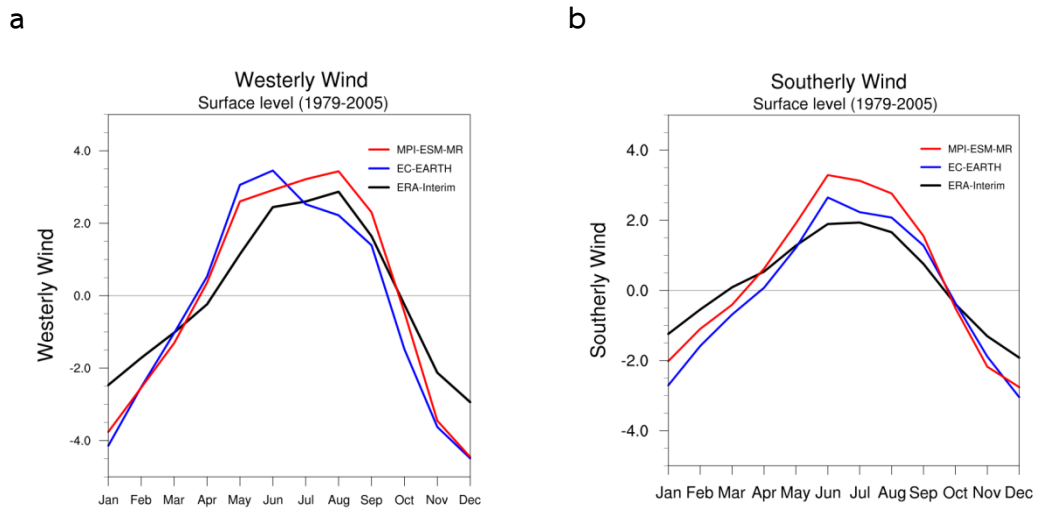 a
Westerly Wind
Surface level (1979-2005)
MPI-ESM-MR
EC-EARTH
ERA-Interim
Westerly Wind
4.0
2.0
0.0
-2.0
-4.0
Jan Feb Mar Apr May Jun Jul Aug Sep Oct Nov Dec
b
Southerly Wind
Surface level (1979-2005)
MPI-ESM-MR
EC-EARTH
ERA-Interim
Southerly Wind
4.0
2.0
0.0
-2.0
-4.0
Jan Feb Mar Apr May Jun Jul Aug Sep Oct Nov Dec